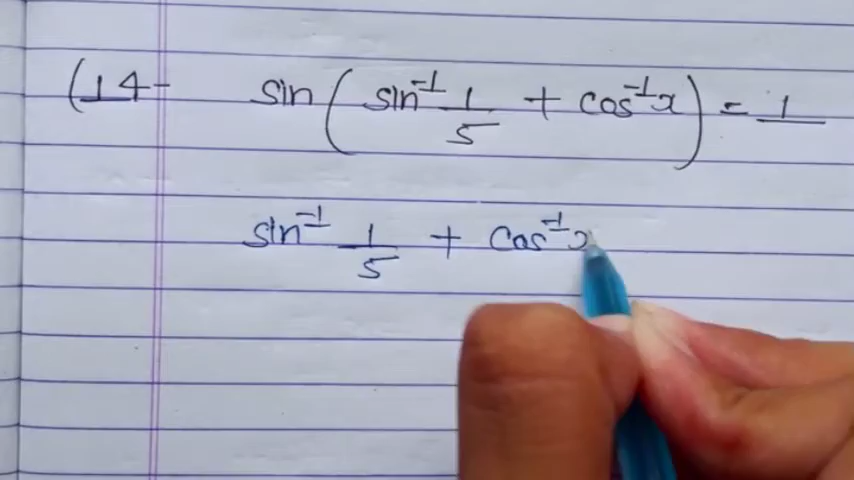 (14- sin(sin⁻¹ 1/5 + cos⁻¹x) = 1
sin⁻¹ 1/5 + cos⁻¹x